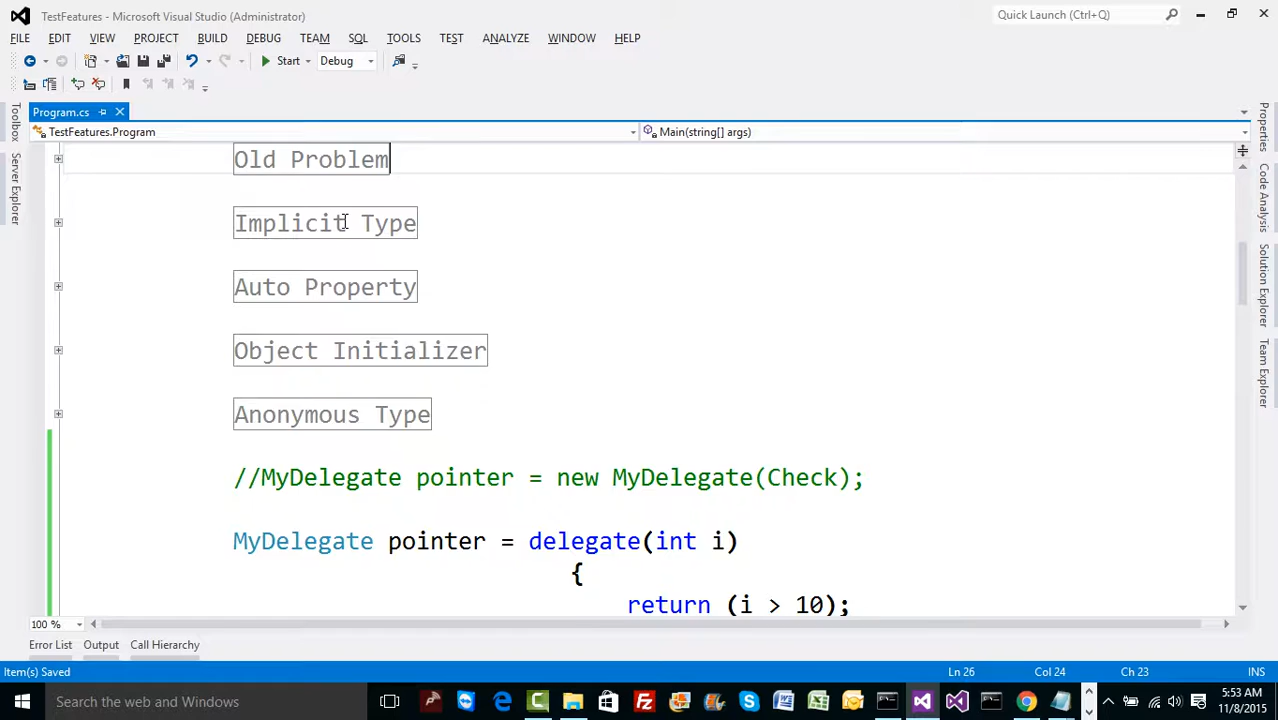 TestFeatures - Microsoft Visual Studio (Administrator)
Quick Launch (Ctrl+Q)
FILE EDIT VIEW PROJECT BUILD DEBUG TEAM SQL TOOLS TEST ANALYZE WINDOW HELP
Start Debug
Program.cs
TestFeatures.Program
Main(string[] args)
Toolbox
Server Explorer
Old Problem
Implicit Type
Auto Property
Object Initializer
Anonymous Type
//MyDelegate pointer = new MyDelegate(Check);
MyDelegate pointer = delegate(int i)
{
return (i > 10);
Properties
Code Analysis
Solution Explorer
Team Explorer
100 %
Error List Output Call Hierarchy
Item(s) Saved
Ln 26 Col 24 Ch 23 INS
Search the web and Windows
5:53 AM
11/8/2015